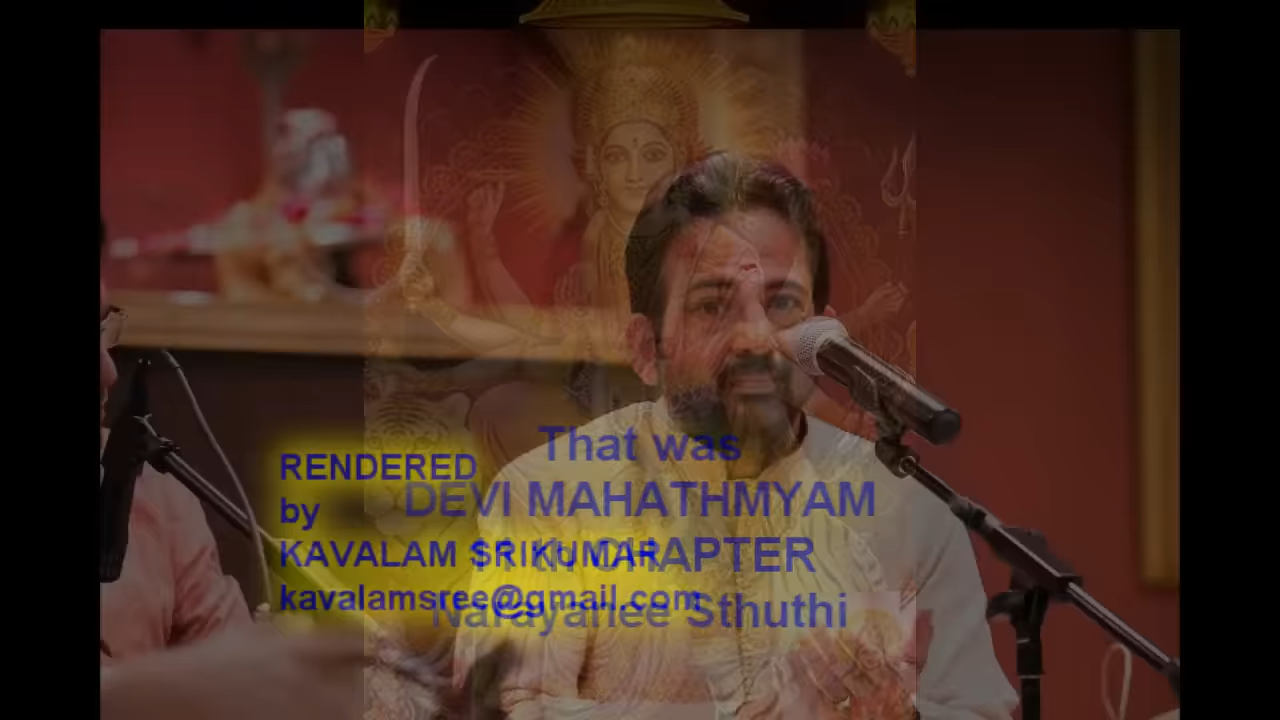 RENDERED
by
KAVALAM SRIKUMAR
kavalamsree@gmail.com
That was
DEVI MAHATHMYAM
CHAPTER
Narayanee Sthuthi